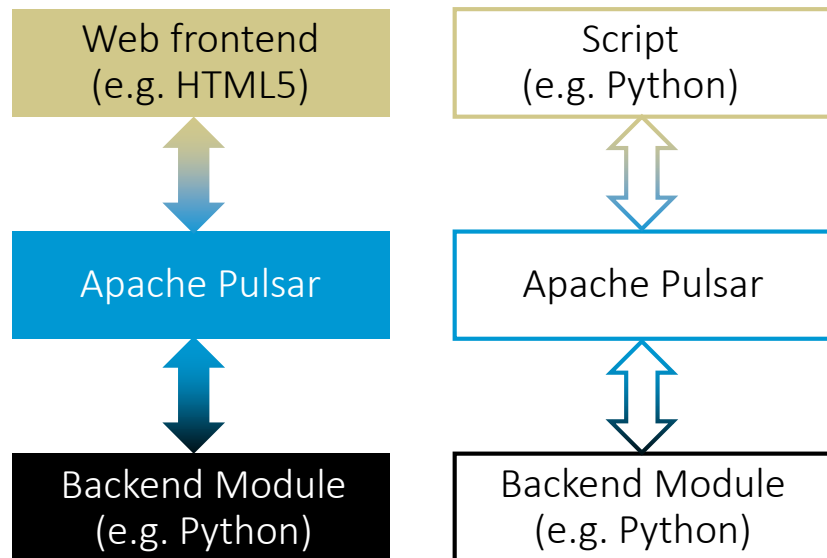 Web frontend
(e.g. HTML5)
Apache Pulsar
Backend Module
(e.g. Python)
Script
(e.g. Python)
Apache Pulsar
Backend Module
(e.g. Python)